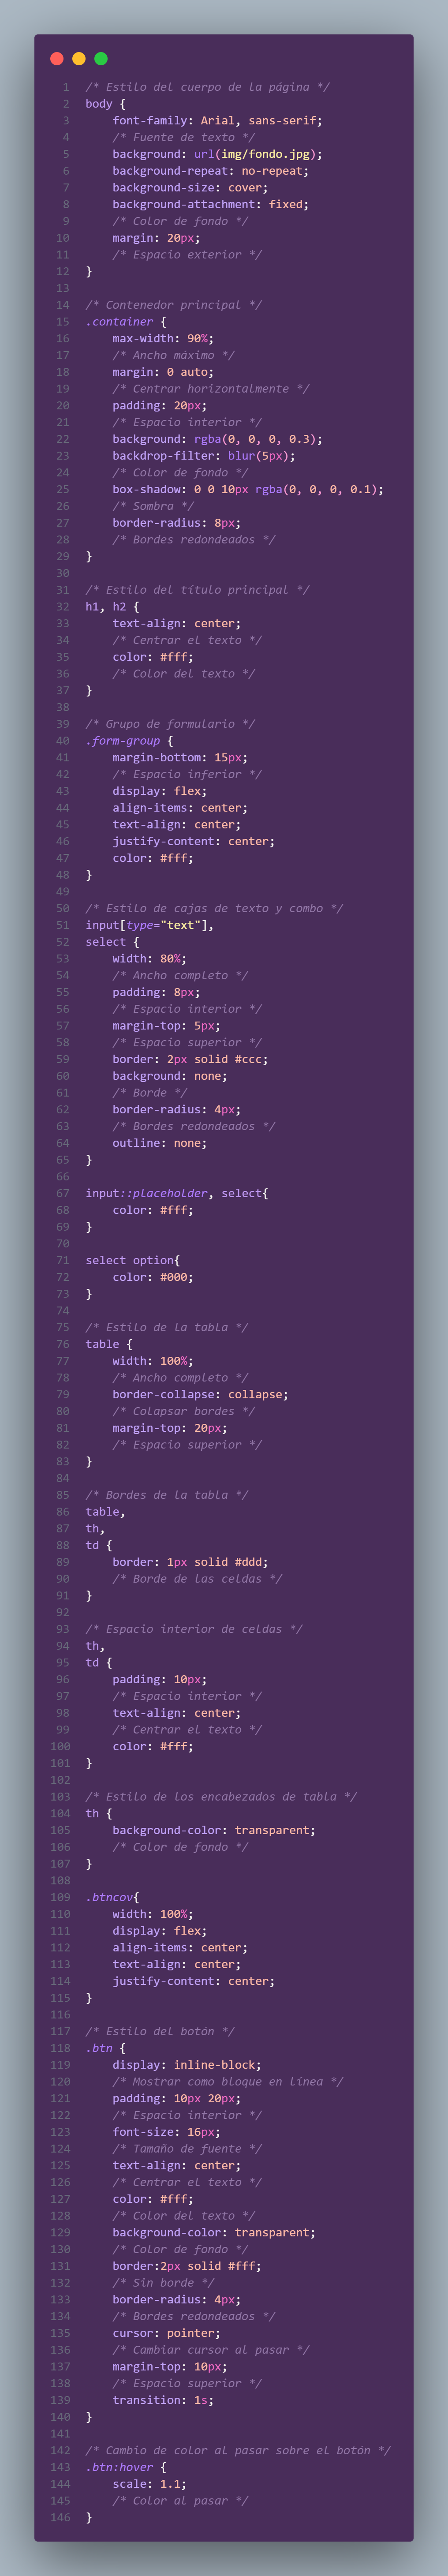 1 /* Estilo del cuerpo de la página */
2 body {
3     font-family: Arial, sans-serif;
4     /* Fuente de texto */
5     background: url(img/fondo.jpg);
6     background-repeat: no-repeat;
7     background-size: cover;
8     background-attachment: fixed;
9     /* Color de fondo */
10     margin: 20px;
11     /* Espacio exterior */
12 }
13
14 /* Contenedor principal */
15 .container {
16     max-width: 90%;
17     /* Ancho máximo */
18     margin: 0 auto;
19     /* Centrar horizontalmente */
20     padding: 20px;
21     /* Espacio interior */
22     background: rgba(0, 0, 0, 0.3);
23     backdrop-filter: blur(5px);
24     /* Color de fondo */
25     box-shadow: 0 0 10px rgba(0, 0, 0, 0.1);
26     /* Sombra */
27     border-radius: 8px;
28     /* Bordes redondeados */
29 }
30
31 /* Estilo del título principal */
32 h1, h2 {
33     text-align: center;
34     /* Centrar el texto */
35     color: #fff;
36     /* Color del texto */
37 }
38
39 /* Grupo de formulario */
40 .form-group {
41     margin-bottom: 15px;
42     /* Espacio inferior */
43     display: flex;
44     align-items: center;
45     text-align: center;
46     justify-content: center;
47     color: #fff;
48 }
49
50 /* Estilo de cajas de texto y combo */
51 input[type="text"],
52 select {
53     width: 80%;
54     /* Ancho completo */
55     padding: 8px;
56     /* Espacio interior */
57     margin-top: 5px;
58     /* Espacio superior */
59     border: 2px solid #ccc;
60     background: none;
61     /* Borde */
62     border-radius: 4px;
63     /* Bordes redondeados */
64     outline: none;
65 }
66
67 input::placeholder, select{
68     color: #fff;
69 }
70
71 select option{
72     color: #000;
73 }
74
75 /* Estilo de la tabla */
76 table {
77     width: 100%;
78     /* Ancho completo */
79     border-collapse: collapse;
80     /* Colapsar bordes */
81     margin-top: 20px;
82     /* Espacio superior */
83 }
84
85 /* Bordes de la tabla */
86 table,
87 th,
88 td {
89     border: 1px solid #ddd;
90     /* Borde de las celdas */
91 }
92
93 /* Espacio interior de celdas */
94 th,
95 td {
96     padding: 10px;
97     /* Espacio interior */
98     text-align: center;
99     /* Centrar el texto */
100     color: #fff;
101 }
102
103 /* Estilo de los encabezados de tabla */
104 th {
105     background-color: transparent;
106     /* Color de fondo */
107 }
108
109 .btncov{
110     width: 100%;
111     display: flex;
112     align-items: center;
113     text-align: center;
114     justify-content: center;
115 }
116
117 /* Estilo del botón */
118 .btn {
119     display: inline-block;
120     /* Mostrar como bloque en línea */
121     padding: 10px 20px;
122     /* Espacio interior */
123     font-size: 16px;
124     /* Tamaño de fuente */
125     text-align: center;
126     /* Centrar el texto */
127     color: #fff;
128     /* Color del texto */
129     background-color: transparent;
130     /* Color de fondo */
131     border:2px solid #fff;
132     /* Sin borde */
133     border-radius: 4px;
134     /* Bordes redondeados */
135     cursor: pointer;
136     /* Cambiar cursor al pasar */
137     margin-top: 10px;
138     /* Espacio superior */
139     transition: 1s;
140 }
141
142 /* Cambio de color al pasar sobre el botón */
143 .btn:hover {
144     scale: 1.1;
145     /* Color al pasar */
146 }